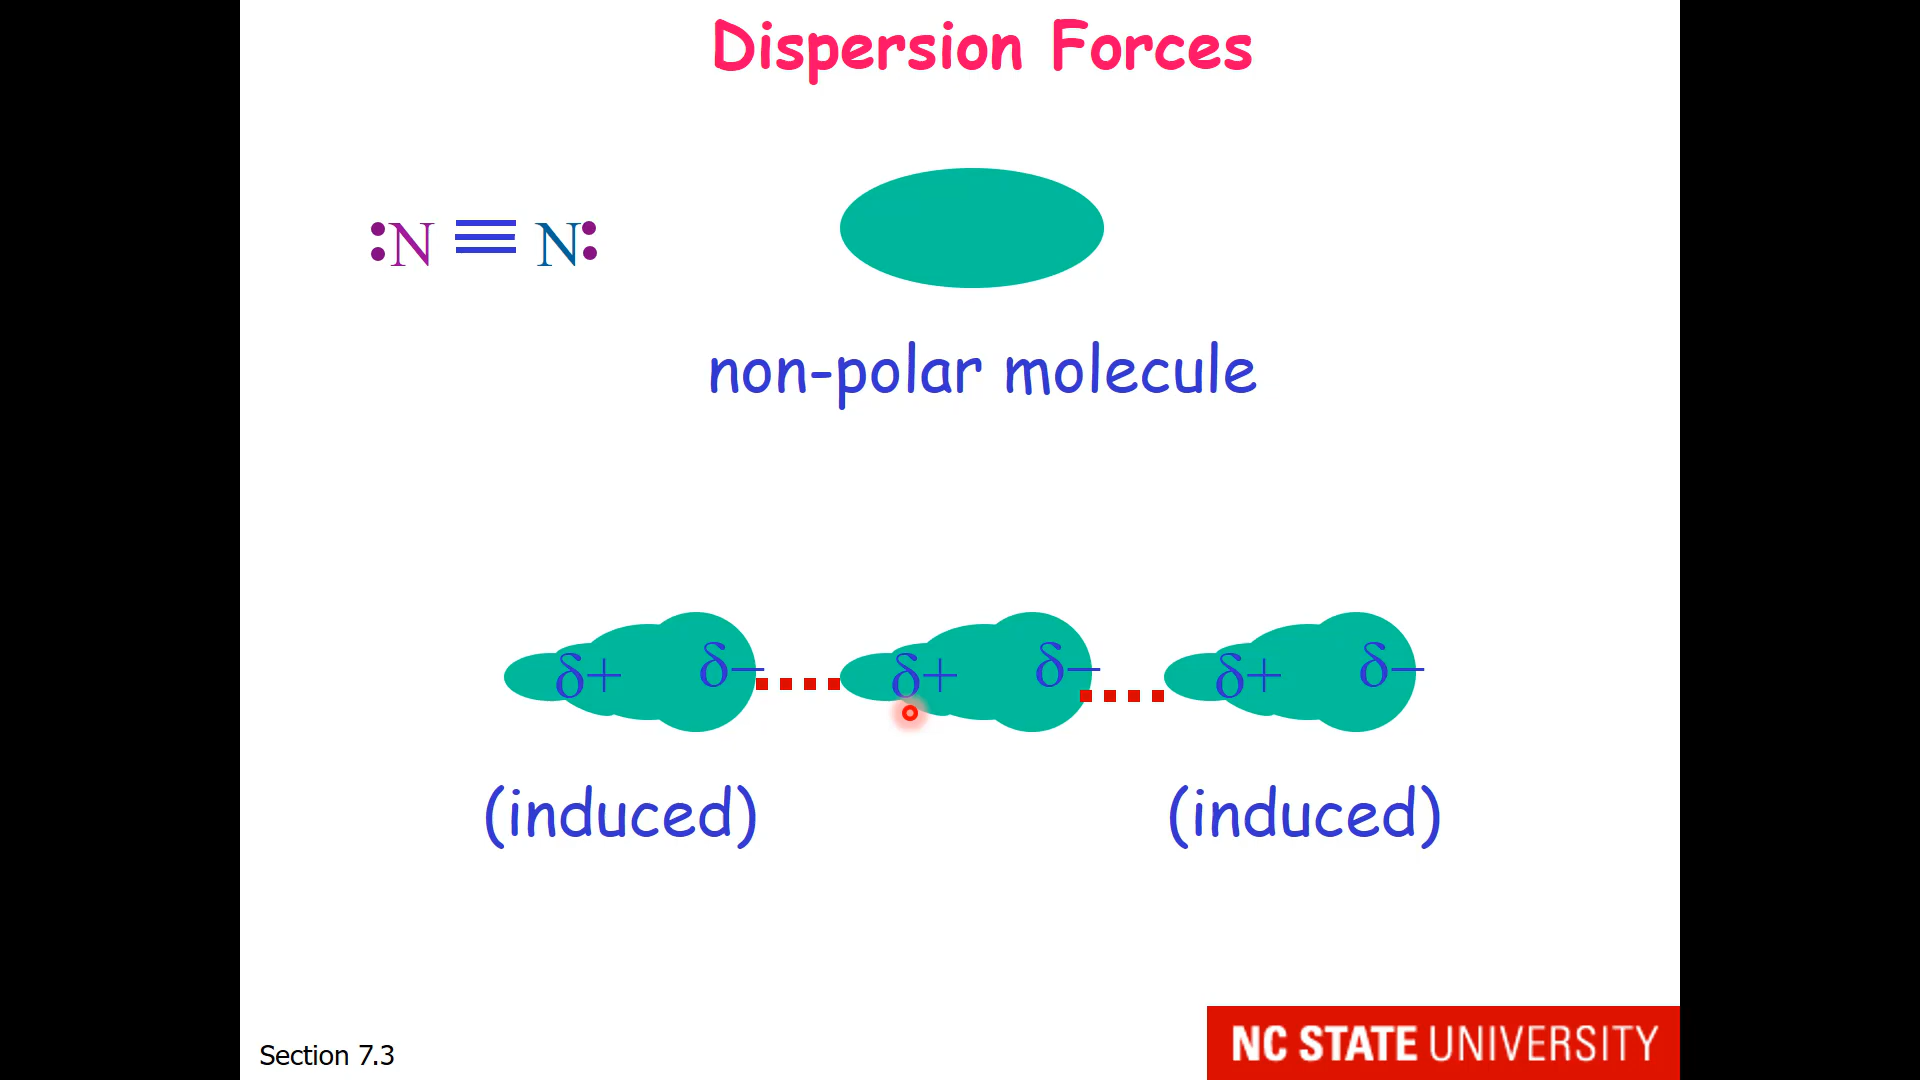 Dispersion Forces
:N ≡ N:
non-polar molecule
δ+ δ− δ+ δ− δ+ δ−
(induced) (induced)
Section 7.3
NC STATE UNIVERSITY